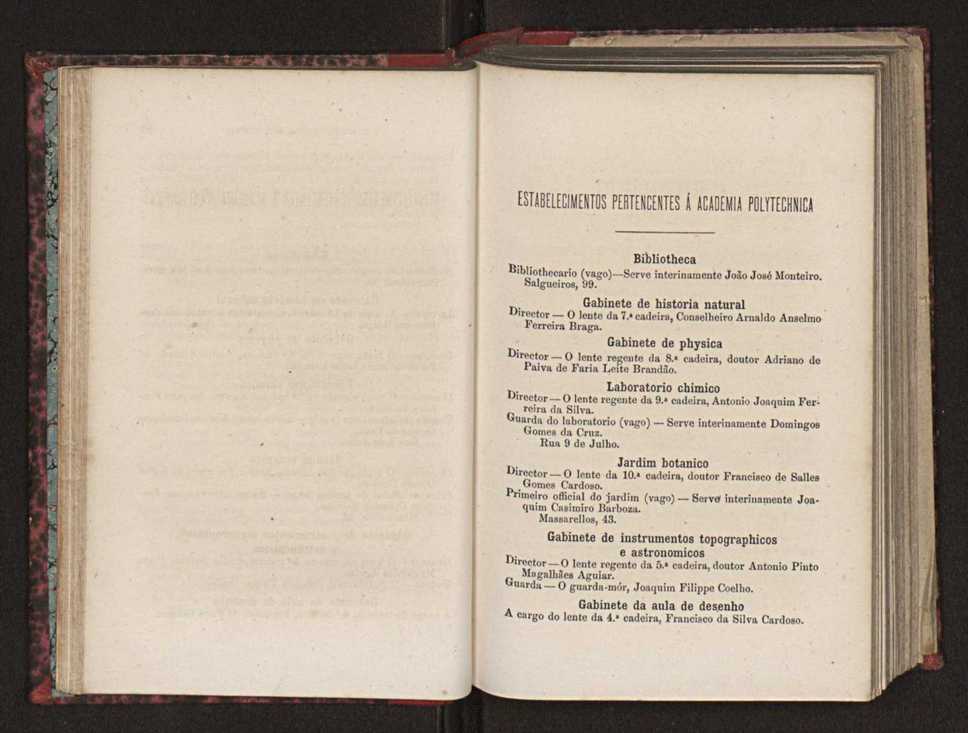 ESTABELECIMENTOS PERTENCENTES Á ACADEMIA POLYTECHNICA
Bibliotheca
Bibliothecario (vago)—Serve interinamente João José Monteiro.
Salgueiros, 99.
Gabinete de historia natural
Director — O lente da 7.ª cadeira, Conselheiro Arnaldo Anselmo
Ferreira Braga.
Gabinete de physica
Director — O lente regente da 8.ª cadeira, doutor Adriano de
Paiva de Faria Leite Brandão.
Laboratorio chimico
Director — O lente regente da 9.ª cadeira, Antonio Joaquim Fer-
reira da Silva.
Guarda do laboratorio (vago) — Serve interinamente Domingos
Gomes da Cruz.
Rua 9 de Julho.
Jardim botanico
Director — O lente da 10.ª cadeira, doutor Francisco de Salles
Gomes Cardoso.
Primeiro official do jardim (vago) — Serve interinamente Joa-
quim Casimiro Barboza.
Massarellos, 43.
Gabinete de instrumentos topographicos
e astronomicos
Director — O lente regente da 5.ª cadeira, doutor Antonio Pinto
Magalhães Aguiar.
Guarda — O guarda-mór, Joaquim Filippe Coelho.
Gabinete da aula de desenho
A cargo do lente da 4.ª cadeira, Francisco da Silva Cardoso.